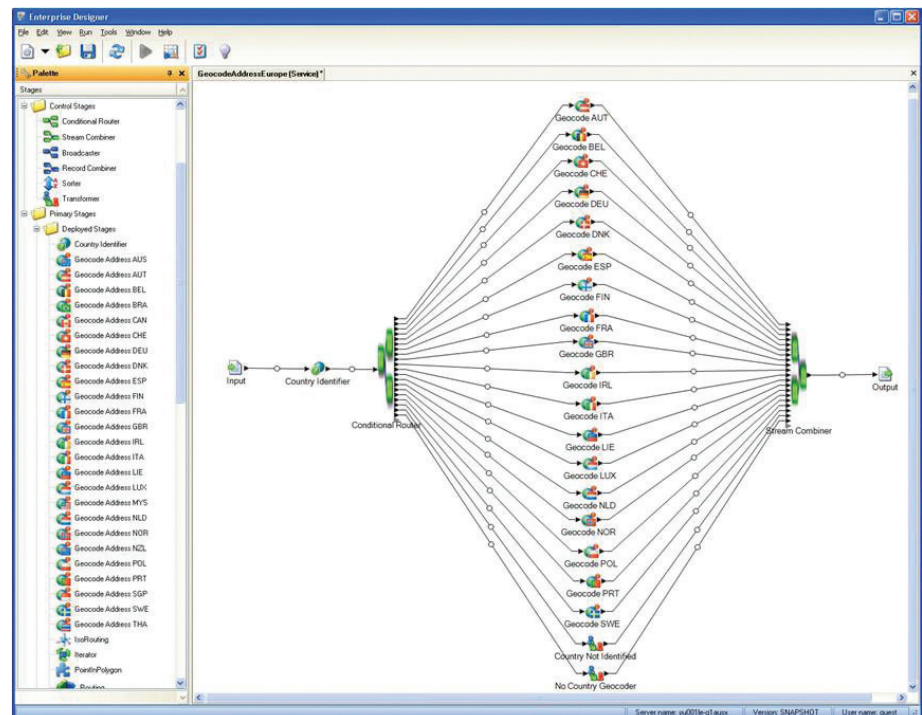 Enterprise Designer
File Edit View Run Tools Window Help
Palette
GeocodeAddressEurope (Service)*
Stages
Control Stages
Conditional Router
Stream Combiner
Broadcaster
Record Combiner
Sorter
Transformer
Primary Stages
Deployed Stages
Country Identifier
Geocode Address AUS
Geocode Address AUT
Geocode Address BEL
Geocode Address BRA
Geocode Address CAN
Geocode Address CHE
Geocode Address DEU
Geocode Address DNK
Geocode Address ESP
Geocode Address FIN
Geocode Address FRA
Geocode Address GBR
Geocode Address IRL
Geocode Address ITA
Geocode Address LIE
Geocode Address LUX
Geocode Address MYS
Geocode Address NLD
Geocode Address NOR
Geocode Address NZL
Geocode Address POL
Geocode Address PRT
Geocode Address SGP
Geocode Address SWE
Geocode Address THA
IsoRouting
Iterator
PointInPolygon
Routing
Input
Country Identifier
Conditional Router
Geocode AUT
Geocode BEL
Geocode CHE
Geocode DEU
Geocode DNK
Geocode ESP
Geocode FIN
Geocode FRA
Geocode GBR
Geocode IRL
Geocode ITA
Geocode LIE
Geocode LUX
Geocode NLD
Geocode NOR
Geocode POL
Geocode PRT
Geocode SWE
Country Not Identified
No Country Geocoder
Stream Combiner
Output
Server name:
Version: SNAPSHOT
User name: guest